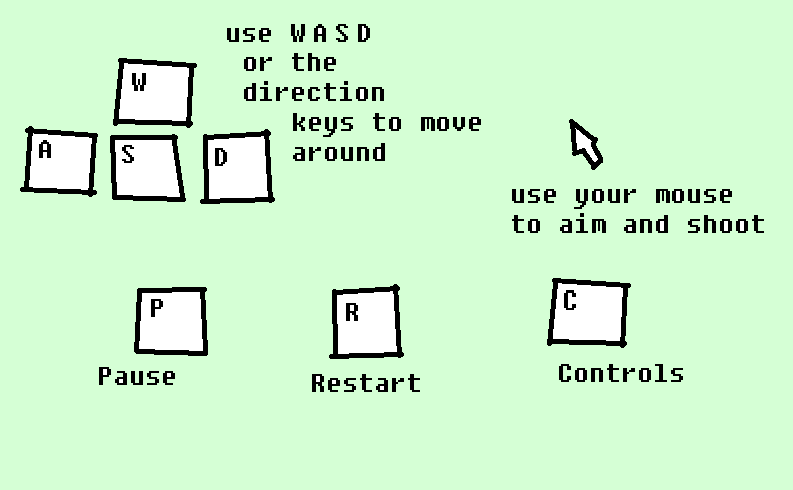 use W A S D
or the
direction
keys to move
around
W
A
S
D
use your mouse
to aim and shoot
P
Pause
R
Restart
C
Controls